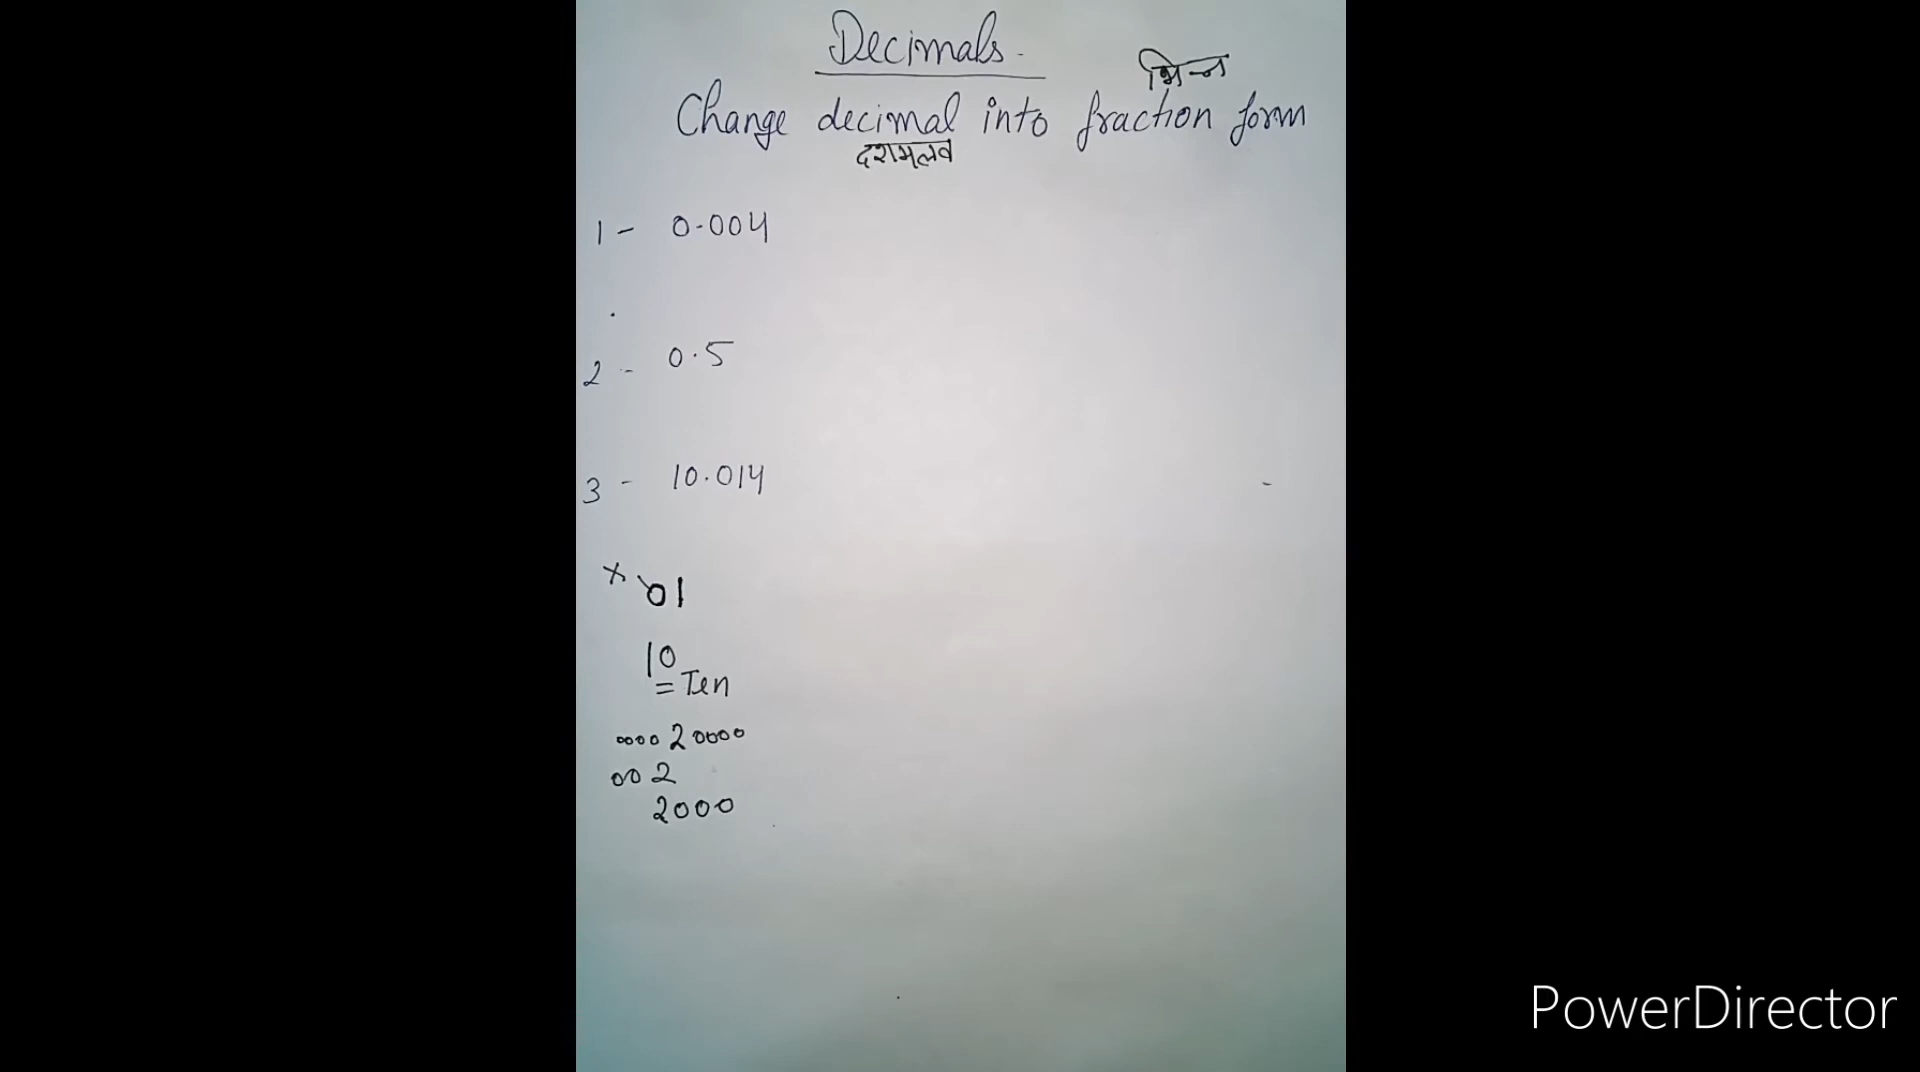 Decimals.
भिन्न
Change decimal into fraction form
दशमलव
1 - 0.004
2 - 0.5
3 - 10.014
x 01
10
= Ten
0000 2 0000
00 2
2000
PowerDirector